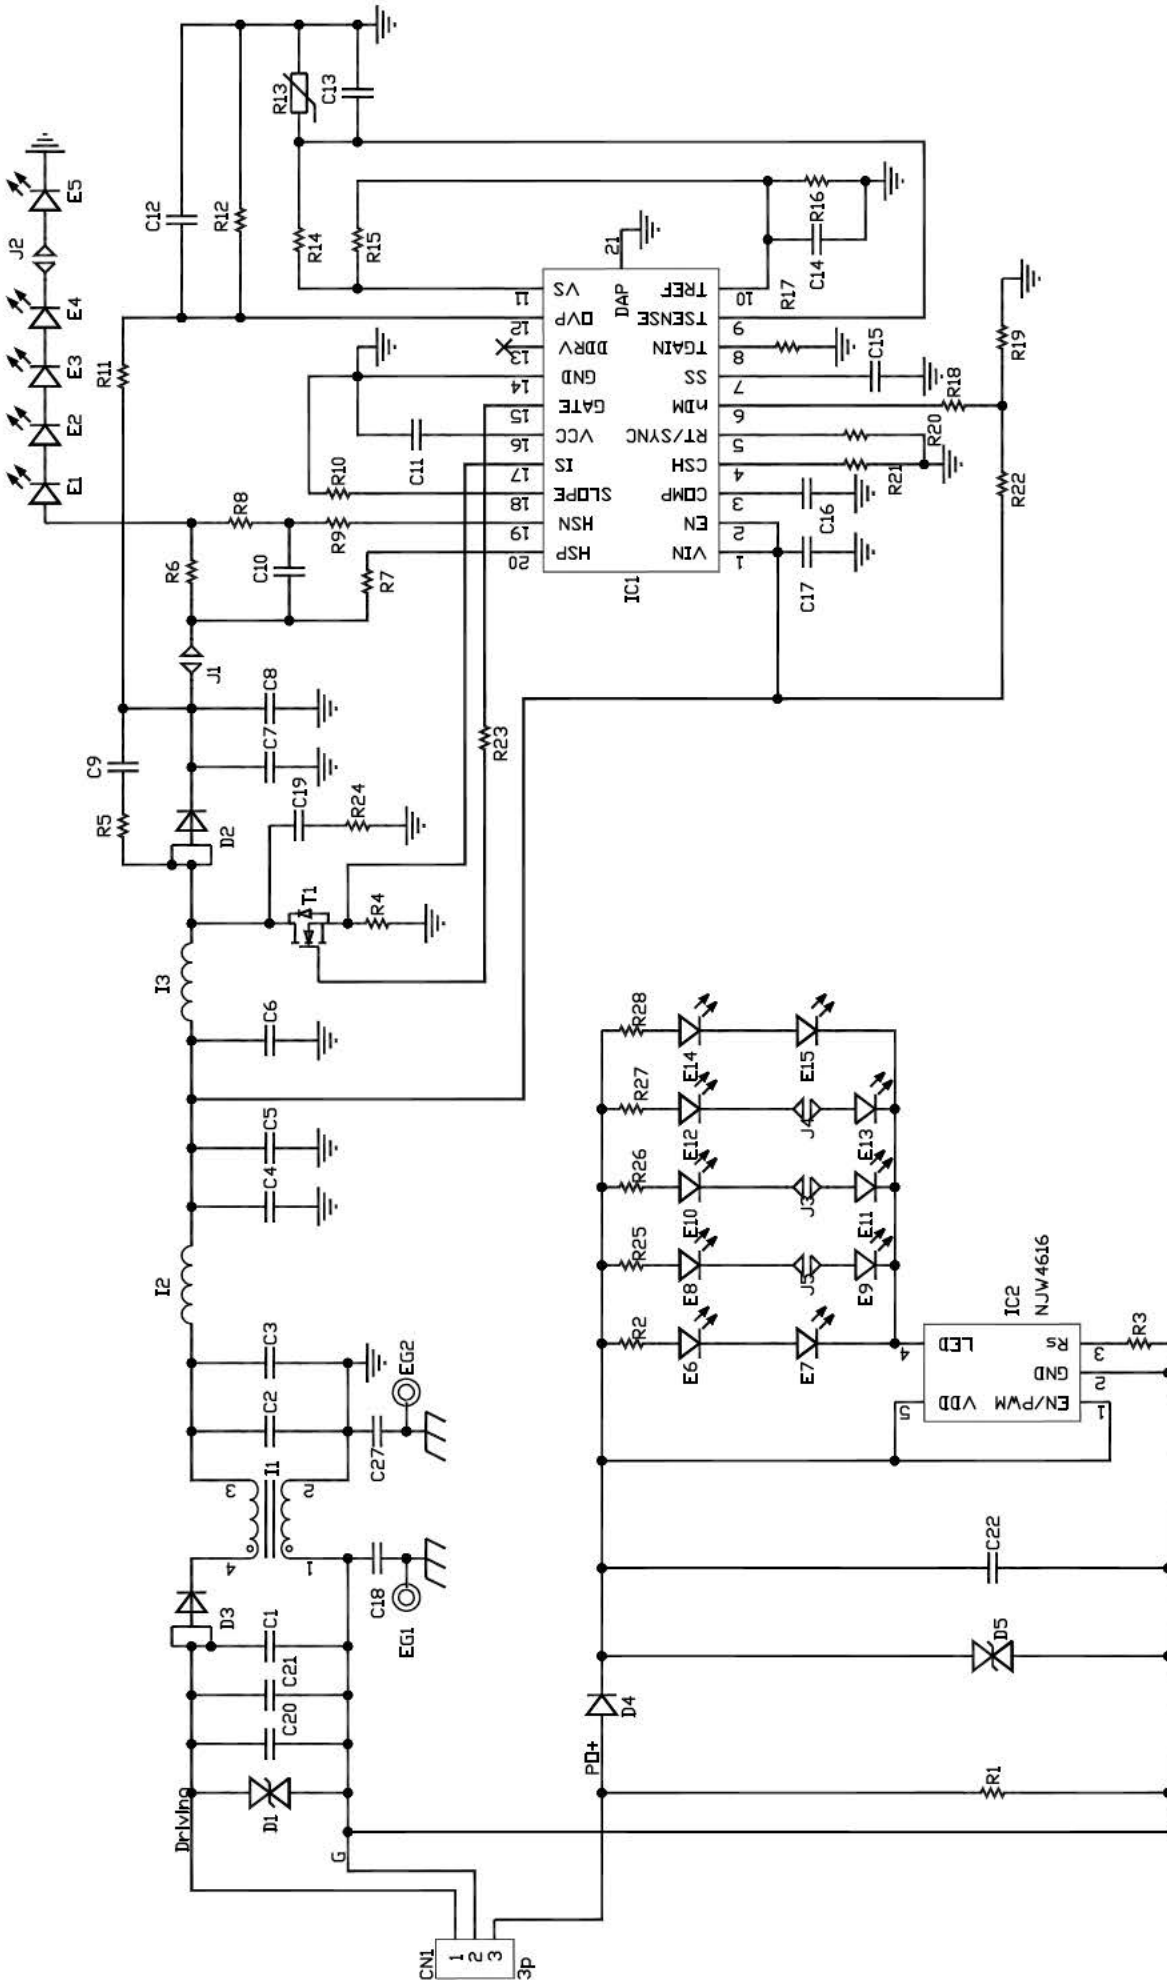 E1
E2
E3
E4
J2
E5
R11
C12
R12
R13
C13
R14
R15
R16
C14
R17
C9
R5
D2
C7
C8
J1
R6
R8
C10
R9
R7
R10
C11
IC1
20
HSP
19
HSN
18
SLOPE
17
IS
16
VCC
15
GATE
14
GND
13
DDRV
12
OVP
11
VS
21
DAP
1
VIN
2
EN
3
COMP
4
CSH
5
RT/SYNC
6
nDM
7
SS
8
TGAIN
9
TSENSE
10
TREF
C15
R18
R19
R20
R21
R22
C16
C17
R23
C19
R24
T1
R4
I3
C6
C5
C4
I2
C3
C2
C27
EG2
I1
3
2
4
1
C18
EG1
D3
C1
C21
C20
D1
Driving
G
CN1
1
2
3
3P
PO+
D4
R1
D5
C22
R28
E14
E15
R27
E12
J4
E13
R26
E10
J3
E11
R25
E8
J5
E9
R2
E6
E7
IC2
NJW4616
4
LED
5
VDD
EN/PWM
1
GND
2
Rs
3
R3